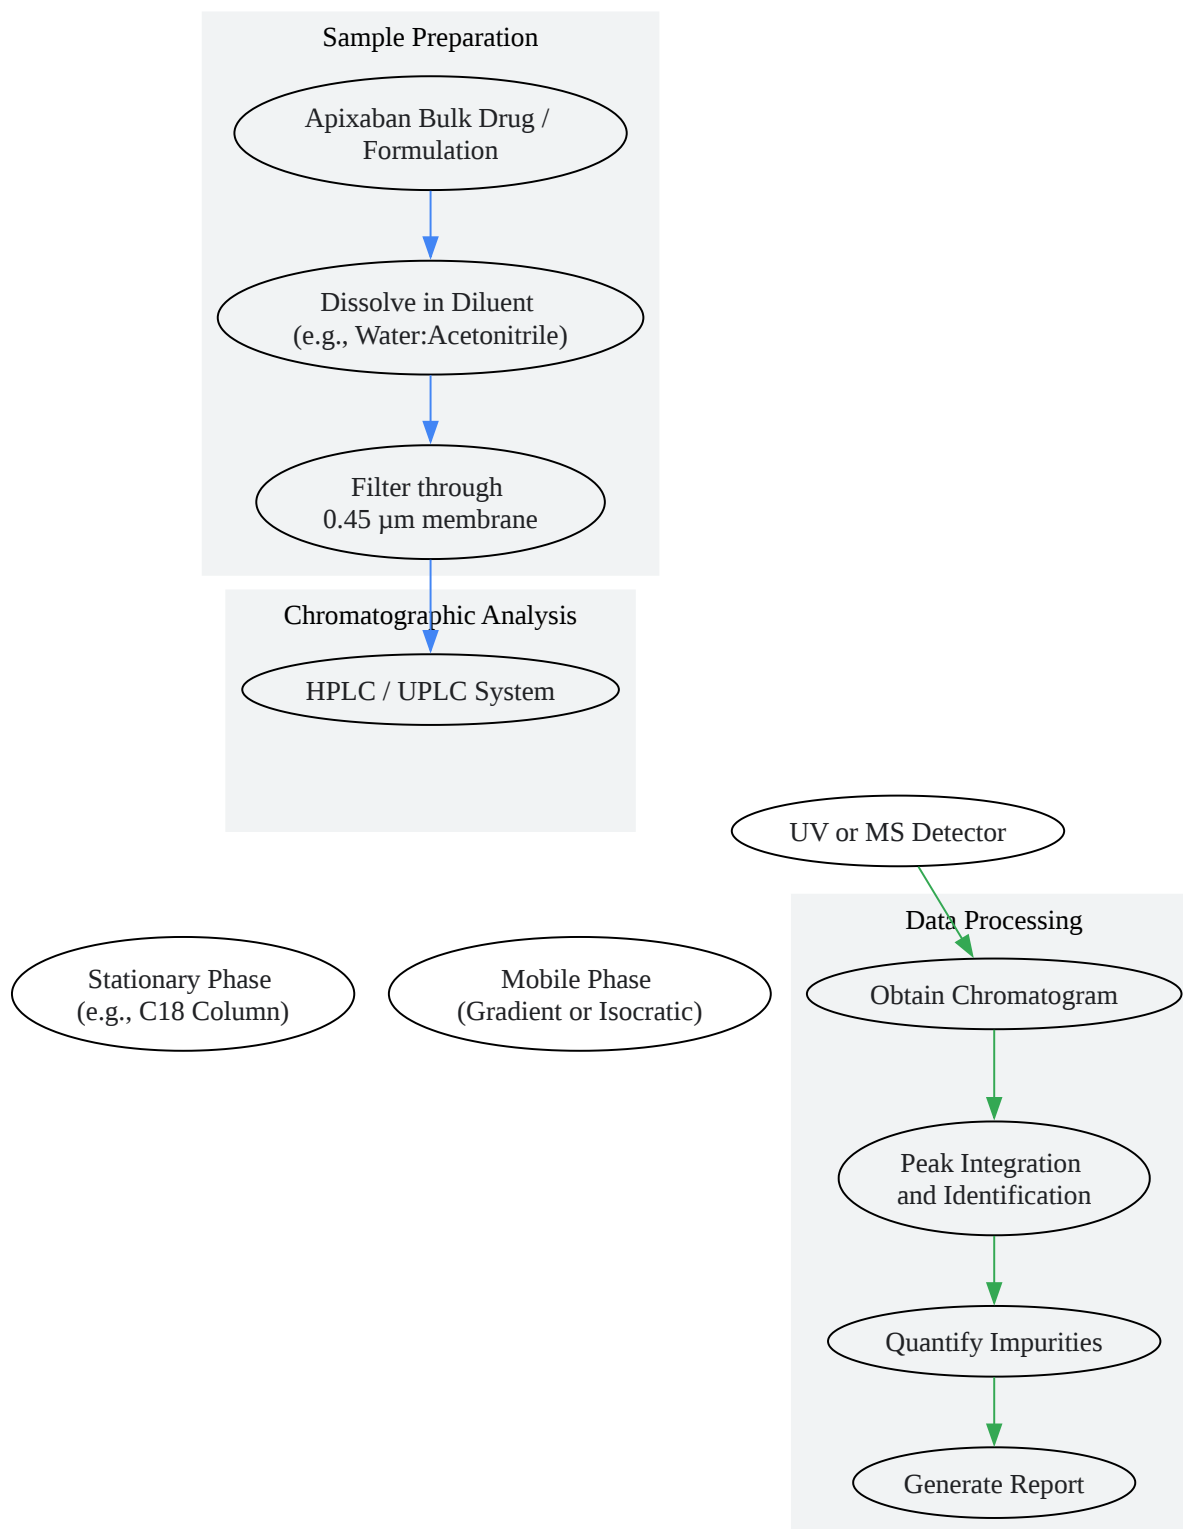 Sample Preparation
Apixaban Bulk Drug /
Formulation
Dissolve in Diluent
(e.g., Water:Acetonitrile)
Filter through
0.45 µm membrane
Chromatographic Analysis
HPLC / UPLC System
UV or MS Detector
Stationary Phase
(e.g., C18 Column)
Mobile Phase
(Gradient or Isocratic)
Data Processing
Obtain Chromatogram
Peak Integration
and Identification
Quantify Impurities
Generate Report